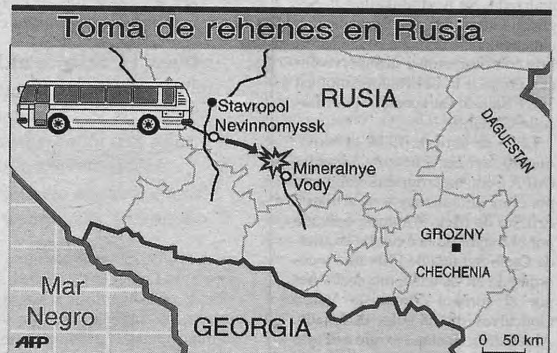 Toma de rehenes en Rusia
Stavropol
RUSIA
Nevinnomyssk
DAGUESTAN
Mineralnye
Vody
GROZNY
CHECHENIA
Mar
Negro
GEORGIA
AFP
0 50 km